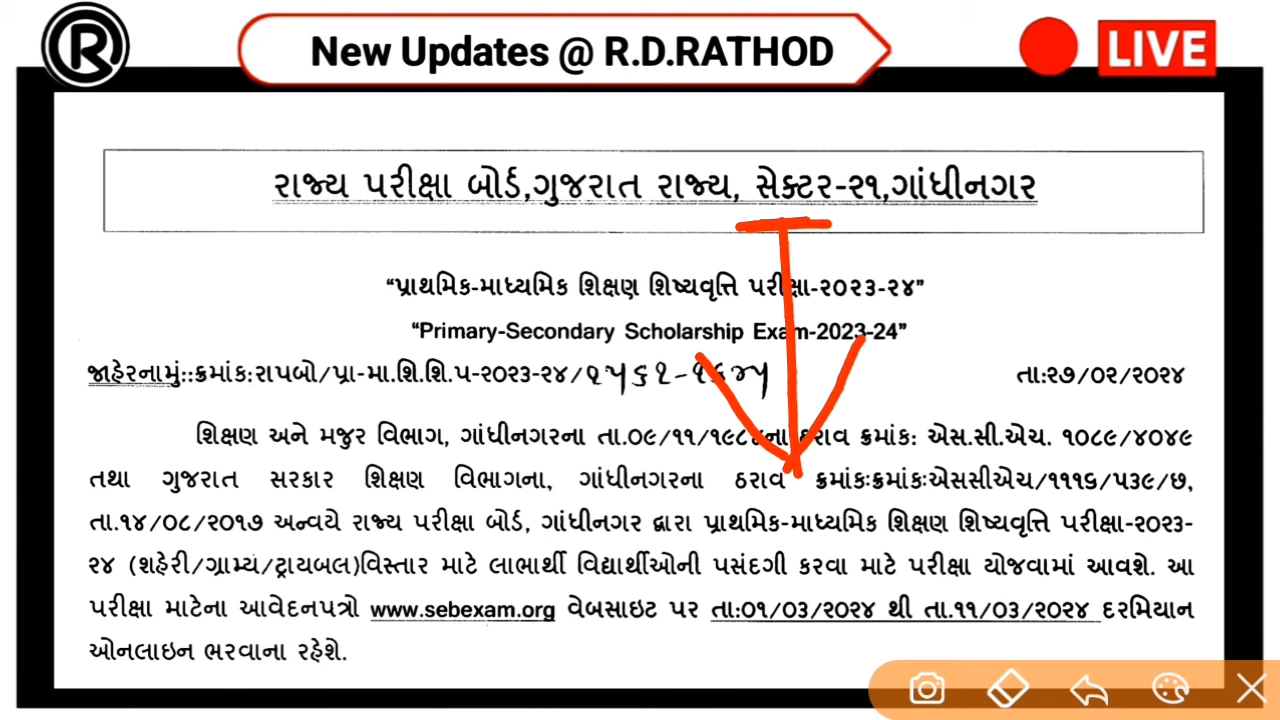 R
New Updates @ R.D.RATHOD
LIVE
રાજ્ય પરીક્ષા બોર્ડ,ગુજરાત રાજ્ય, સેક્ટર-૨૧,ગાંધીનગર
“પ્રાથમિક-માધ્યમિક શિક્ષણ શિષ્યવૃત્તિ પરીક્ષા-૨૦૨૩-૨૪”
“Primary-Secondary Scholarship Exam-2023-24”
જાહેરનામું::ક્રમાંક:રાપબો/પ્રા-મા.શિ.શિ.પ-૨૦૨૩-૨૪/૨૫૬૧-૧૬૪૫ તા:૨૭/૦૨/૨૦૨૪
શિક્ષણ અને મજુર વિભાગ, ગાંધીનગરના તા.૦૯/૧૧/૧૯૮૪ના ઠરાવ ક્રમાંક: એસ.સી.એચ. ૧૦૮૯/૪૦૪૯
તથા ગુજરાત સરકાર શિક્ષણ વિભાગના, ગાંધીનગરના ઠરાવ ક્રમાંક:ક્રમાંક:એસસીએચ/૧૧૧૬/૫૩૯/છ,
તા.૧૪/૦૮/૨૦૧૭ અન્વયે રાજ્ય પરીક્ષા બોર્ડ, ગાંધીનગર દ્વારા પ્રાથમિક-માધ્યમિક શિક્ષણ શિષ્યવૃત્તિ પરીક્ષા-૨૦૨૩-
૨૪ (શહેરી/ગ્રામ્ય/ટ્રાયબલ)વિસ્તાર માટે લાભાર્થી વિદ્યાર્થીઓની પસંદગી કરવા માટે પરીક્ષા યોજવામાં આવશે. આ
પરીક્ષા માટેના આવેદનપત્રો www.sebexam.org વેબસાઇટ પર તા:૦૧/૦૩/૨૦૨૪ થી તા.૧૧/૦૩/૨૦૨૪ દરમિયાન
ઓનલાઇન ભરવાના રહેશે.